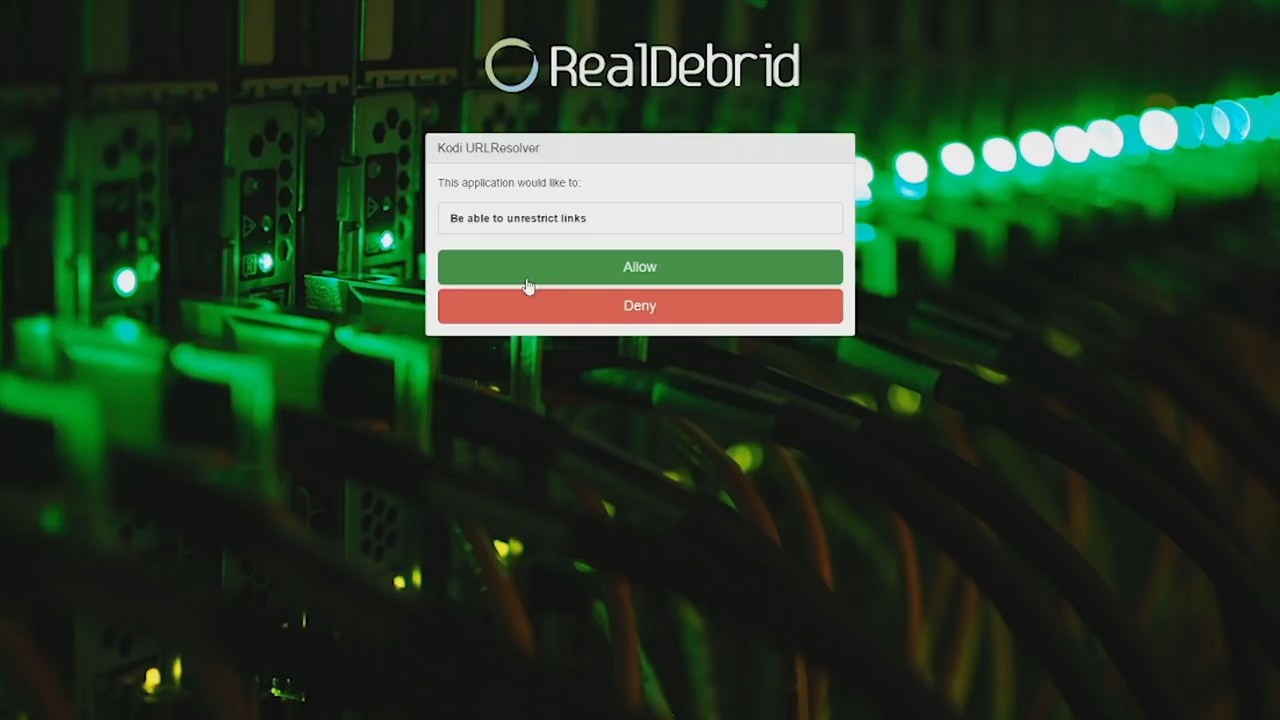 RealDebrid
Kodi URLResolver
This application would like to:
Be able to unrestrict links
Allow
Deny